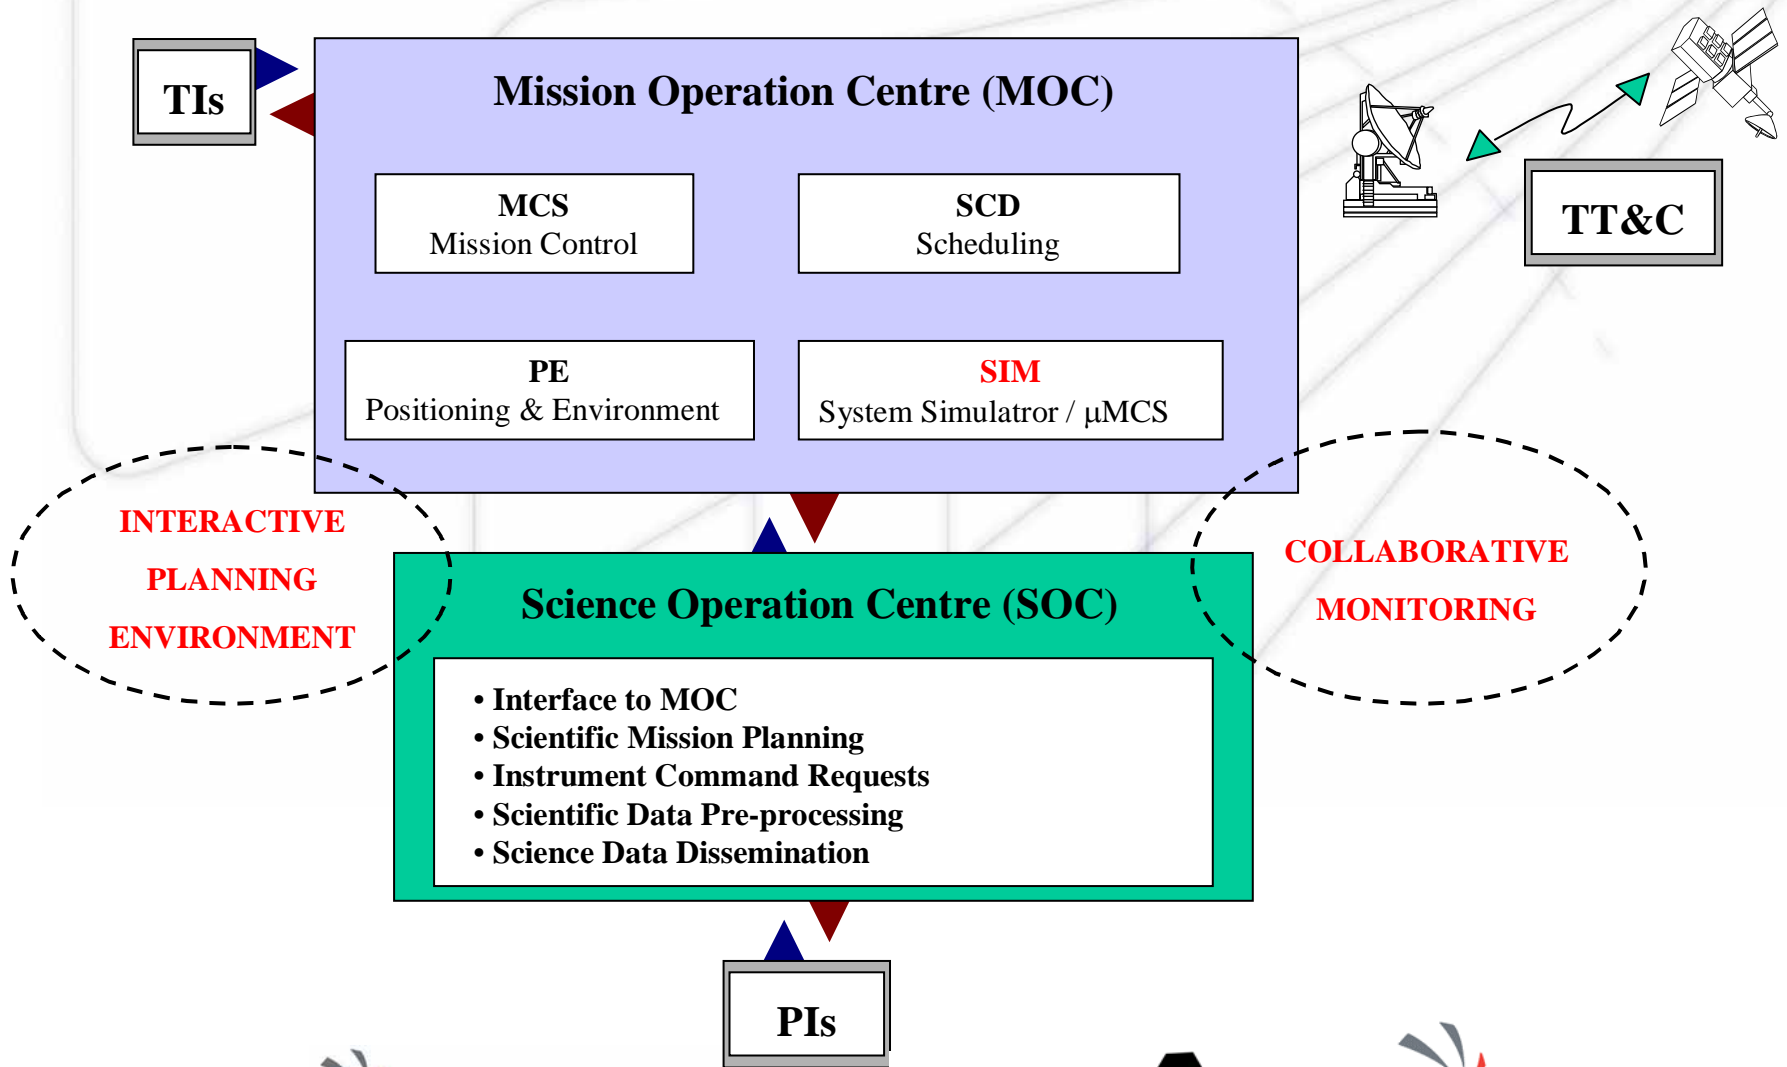 TIs
Mission Operation Centre (MOC)
MCS
Mission Control
SCD
Scheduling
PE
Positioning & Environment
SIM
System Simulatror / μMCS
TT&C
INTERACTIVE
PLANNING
ENVIRONMENT
COLLABORATIVE
MONITORING
Science Operation Centre (SOC)
• Interface to MOC
• Scientific Mission Planning
• Instrument Command Requests
• Scientific Data Pre-processing
• Science Data Dissemination
PIs